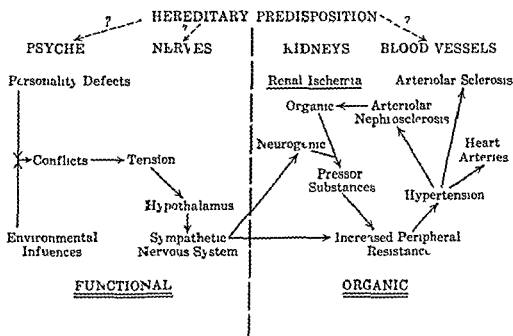 ?
HEREDITARY PREDISPOSITION
?
?
PSYCHE
NERVES
KIDNEYS
BLOOD VESSELS
Personality Defects
Renal Ischemia
Arteriolar Sclerosis
Organic
Arteriolar
Nephrosclerosis
Neurogenic
Heart
Arteries
Conflicts
Tension
Pressor
Substances
Hypothalamus
Hypertension
Environmental
Influences
Sympathetic
Nervous System
Increased Peripheral
Resistance
FUNCTIONAL
ORGANIC